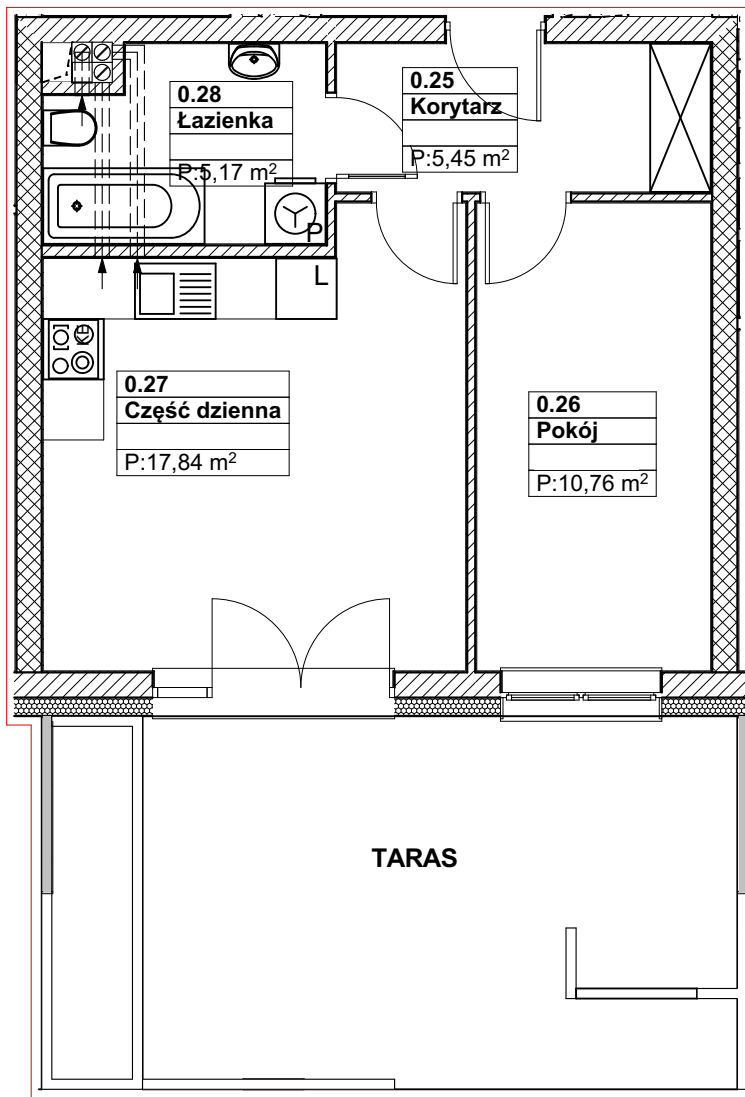 0.28
Łazienka
P:5,17 m²
0.25
Korytarz
P:5,45 m²
P
L
0.27
Część dzienna
P:17,84 m²
0.26
Pokój
P:10,76 m²
TARAS